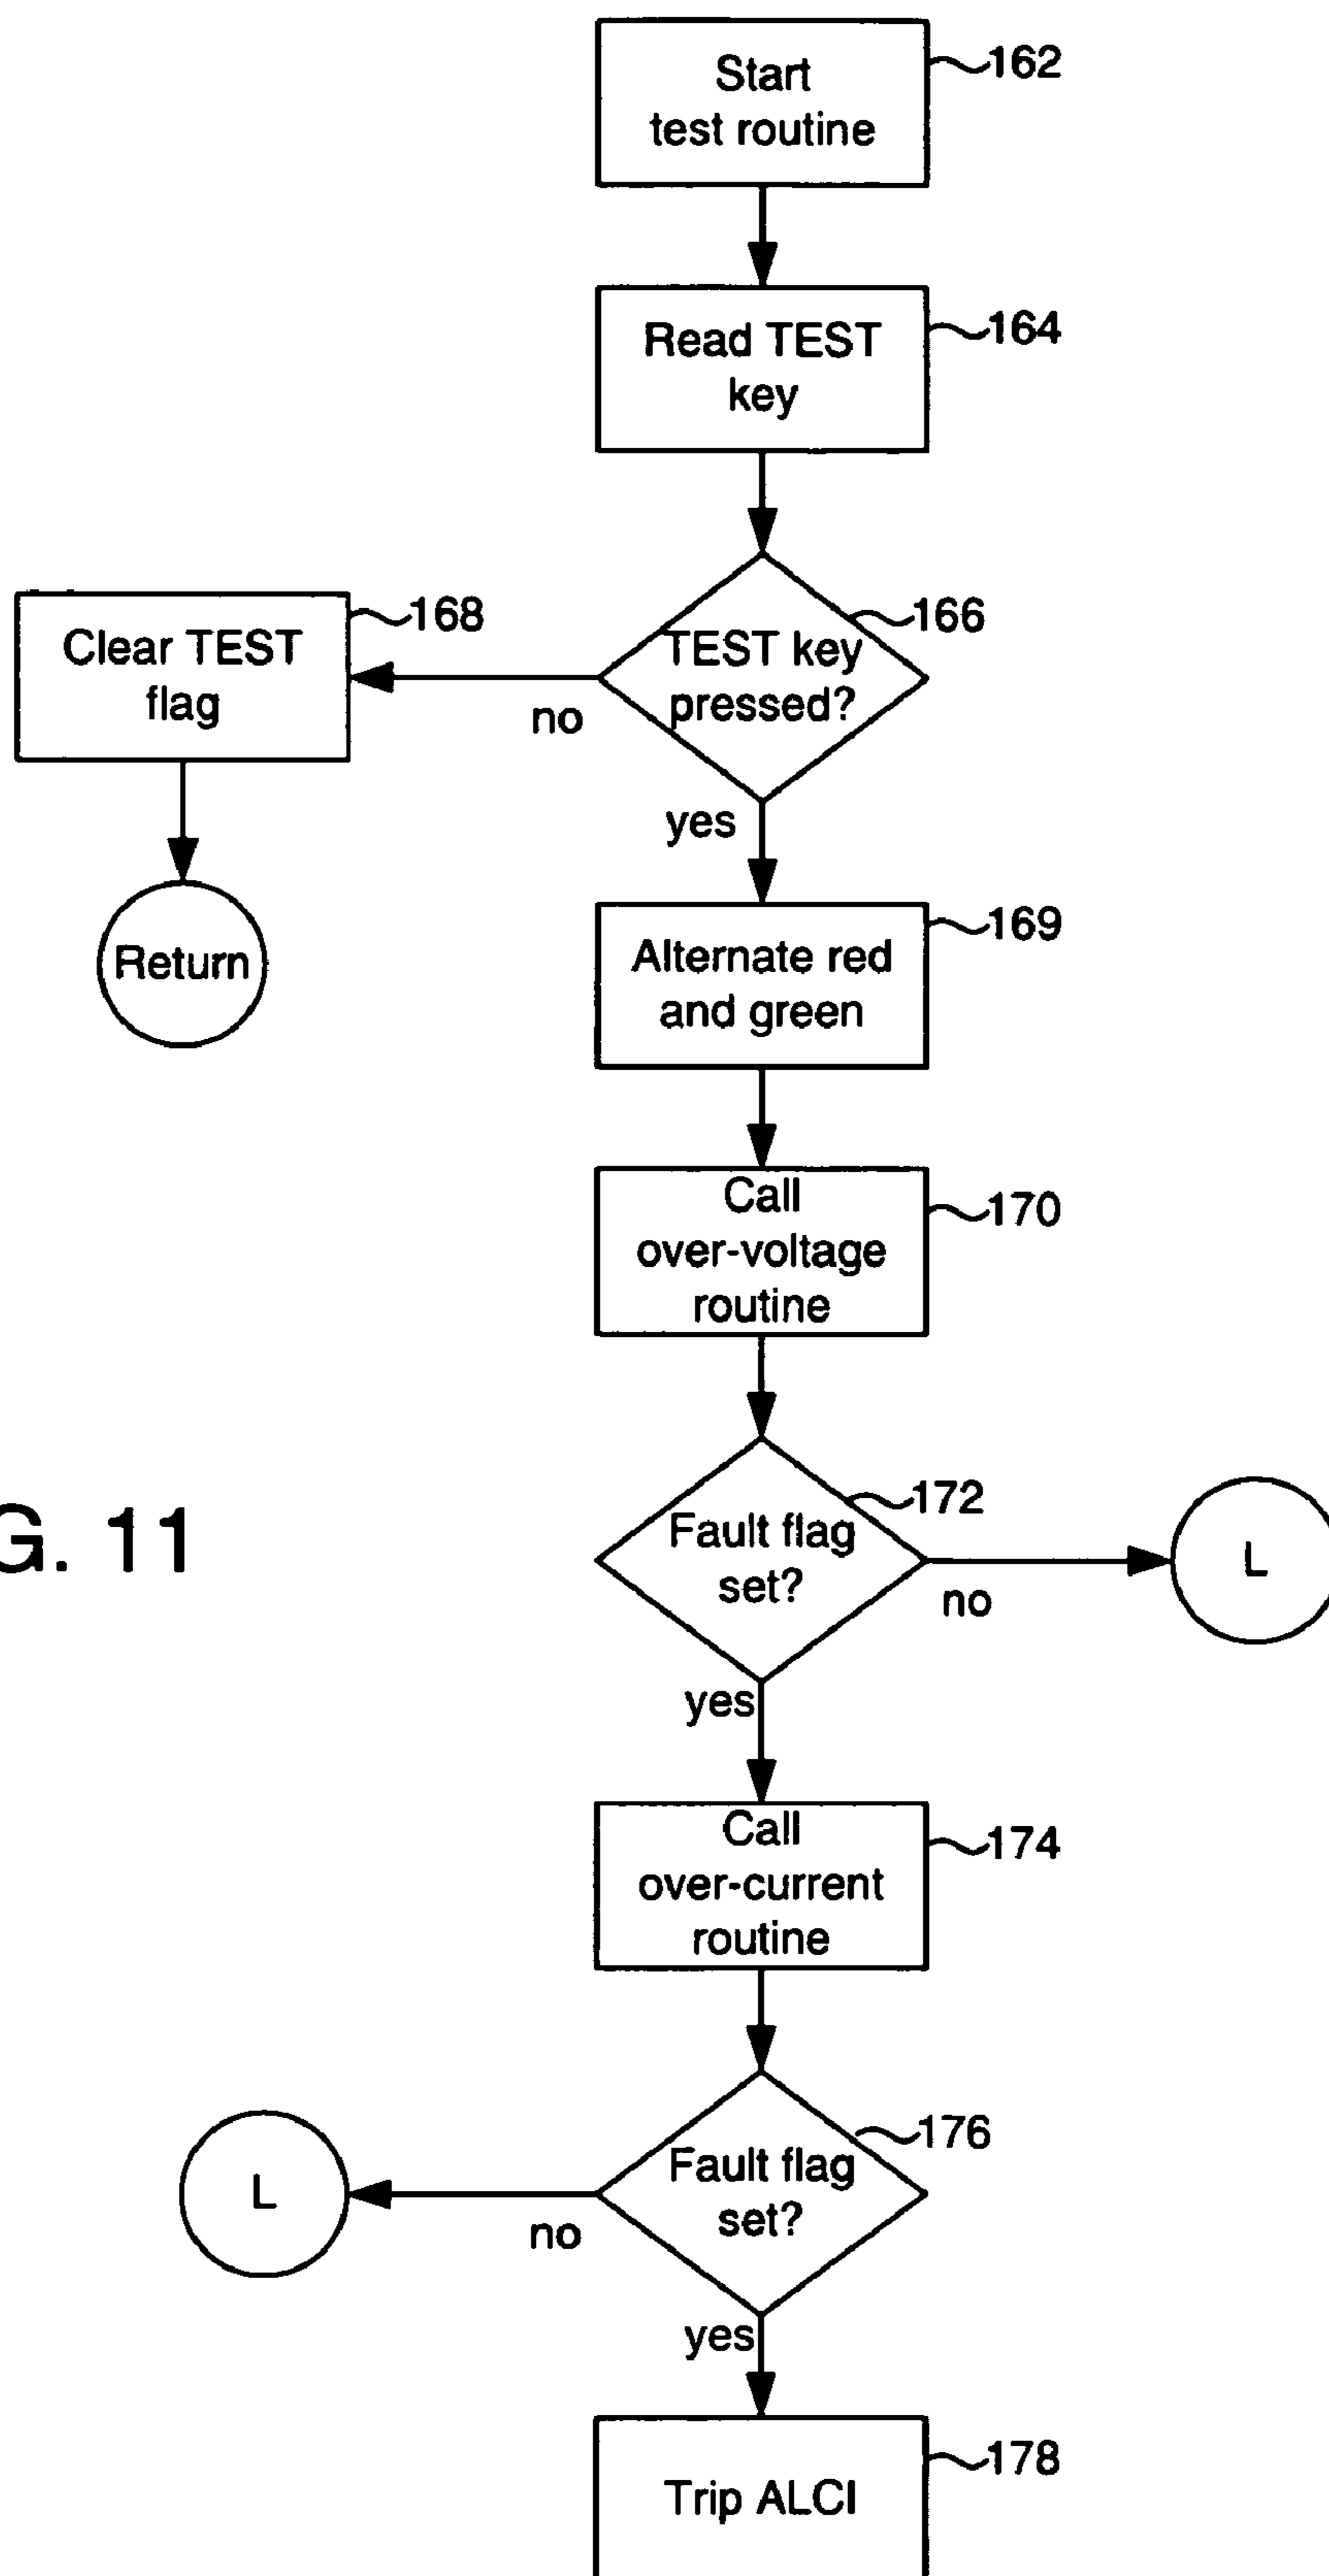 Start
test routine
162
Read TEST
key
164
TEST key
pressed?
166
no
yes
Clear TEST
flag
168
Return
Alternate red
and green
169
Call
over-voltage
routine
170
G. 11
Fault flag
set?
172
no
L
yes
Call
over-current
routine
174
Fault flag
set?
176
no
L
yes
Trip ALCI
178